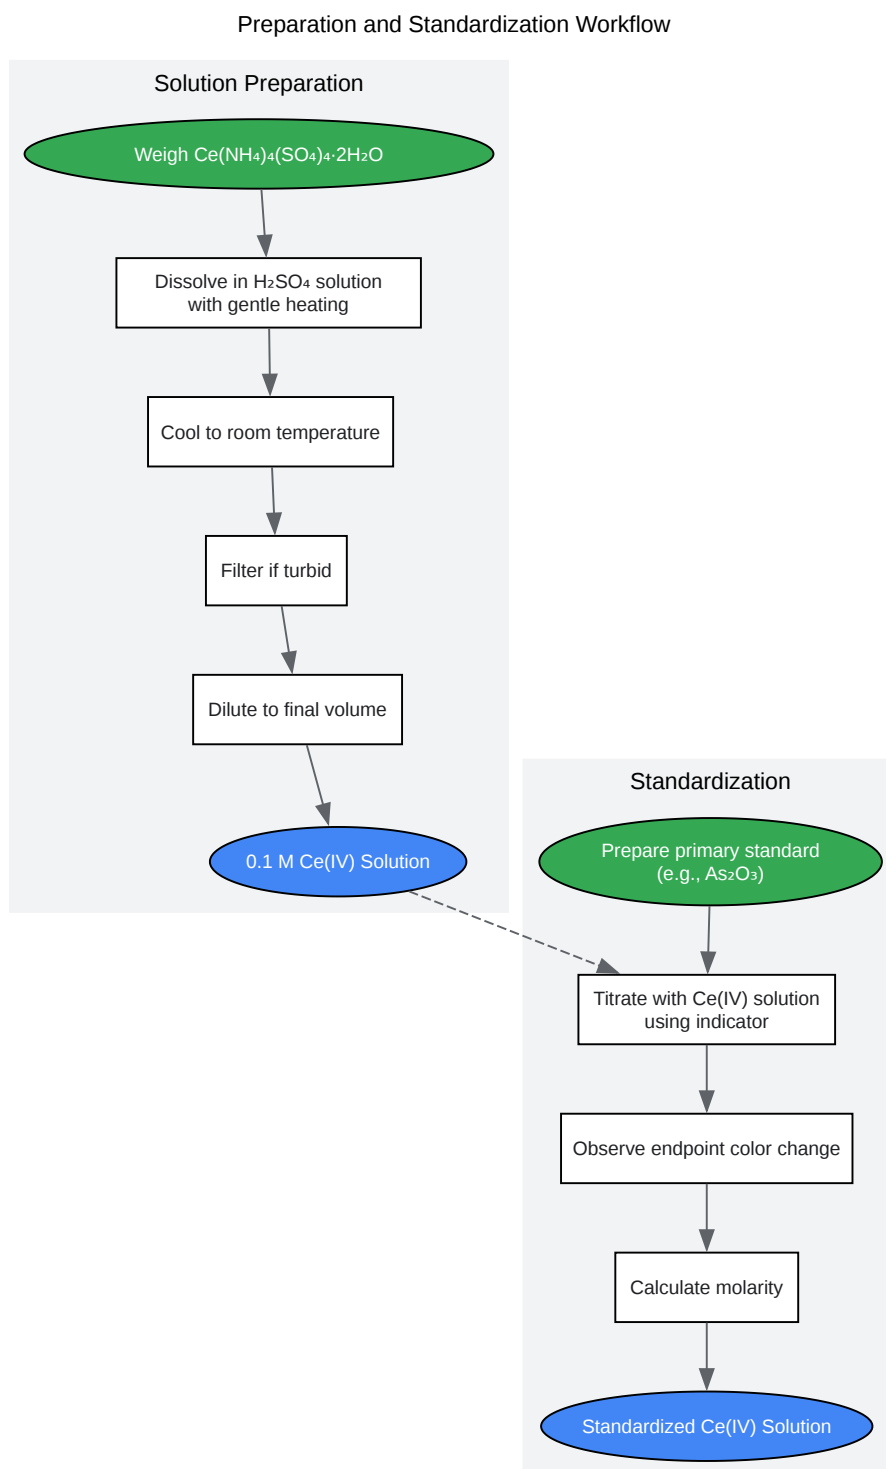 Preparation and Standardization Workflow
Solution Preparation
Weigh Ce(NH₄)₄(SO₄)₄·2H₂O
Dissolve in H₂SO₄ solution
with gentle heating
Cool to room temperature
Filter if turbid
Dilute to final volume
0.1 M Ce(IV) Solution
Standardization
Prepare primary standard
(e.g., As₂O₃)
Titrate with Ce(IV) solution
using indicator
Observe endpoint color change
Calculate molarity
Standardized Ce(IV) Solution